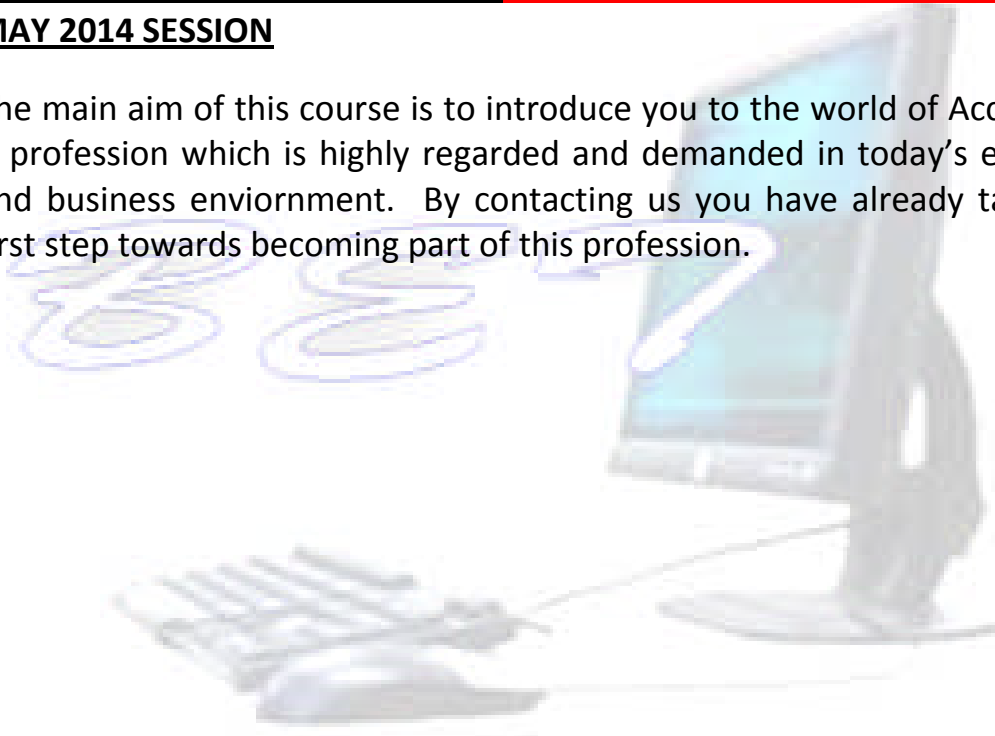 MAY 2014 SESSION
he main aim of this course is to introduce you to the world of Acc
profession which is highly regarded and demanded in today’s e
nd business enviornment. By contacting us you have already ta
rst step towards becoming part of this profession.